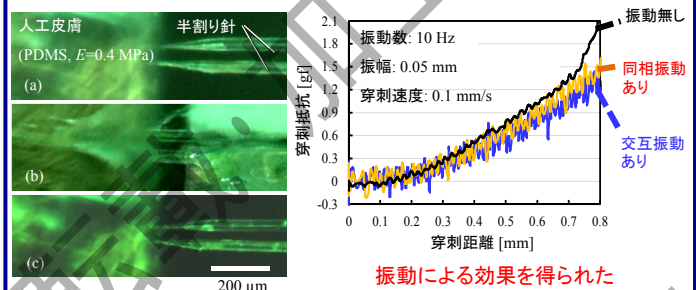 人工皮膚
半割り針
(PDMS, E=0.4 MPa)
(a)
(b)
(c)
200 μm
2.1
1.8
1.5
1.2
0.9
0.6
0.3
0
-0.3
穿刺抵抗 [gf]
振動数: 10 Hz
振幅: 0.05 mm
穿刺速度: 0.1 mm/s
0 0.1 0.2 0.3 0.4 0.5 0.6 0.7 0.8
穿刺距離 [mm]
振動無し
同相振動
あり
交互振動
あり
振動による効果を得られた